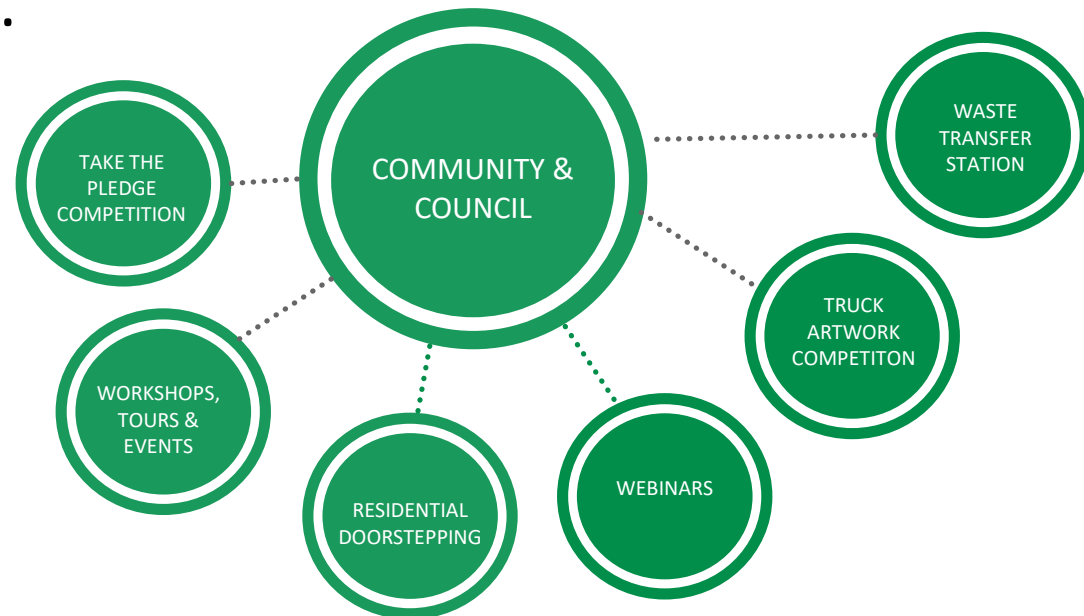 COMMUNITY &
COUNCIL
TAKE THE
PLEDGE
COMPETITION
WORKSHOPS,
TOURS &
EVENTS
RESIDENTIAL
DOORSTEPPING
WEBINARS
TRUCK
ARTWORK
COMPETITON
WASTE
TRANSFER
STATION